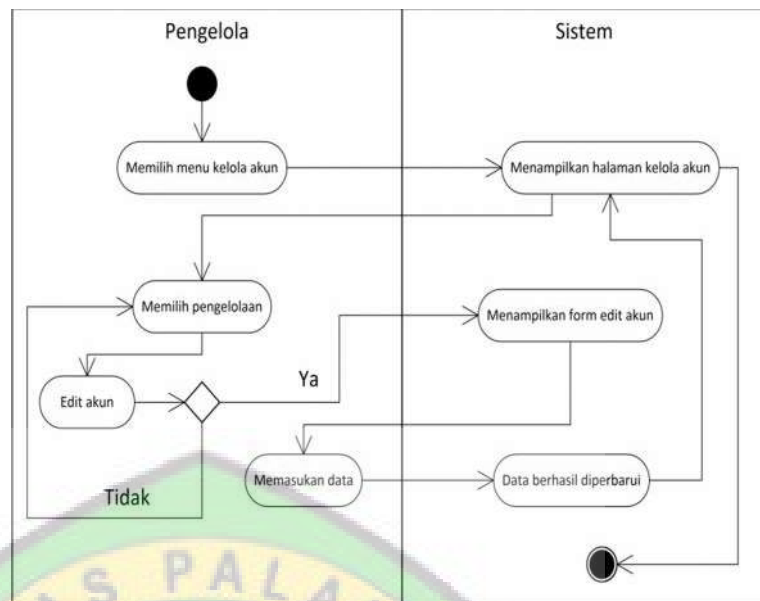 Pengelola
Sistem
Memilih menu kelola akun
Menampilkan halaman kelola akun
Memilih pengelolaan
Menampilkan form edit akun
Ya
Edit akun
Memasukan data
Data berhasil diperbarui
Tidak
S PALA